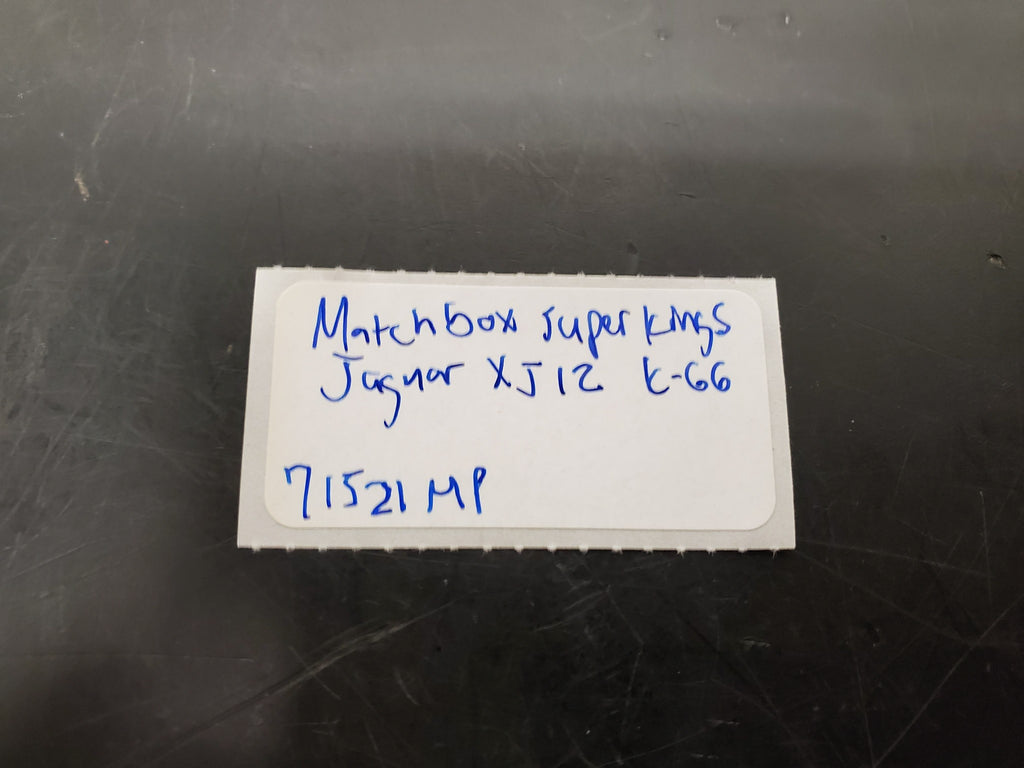 Matchbox super kings
Jaguar XJ12 K-66
71521 MP